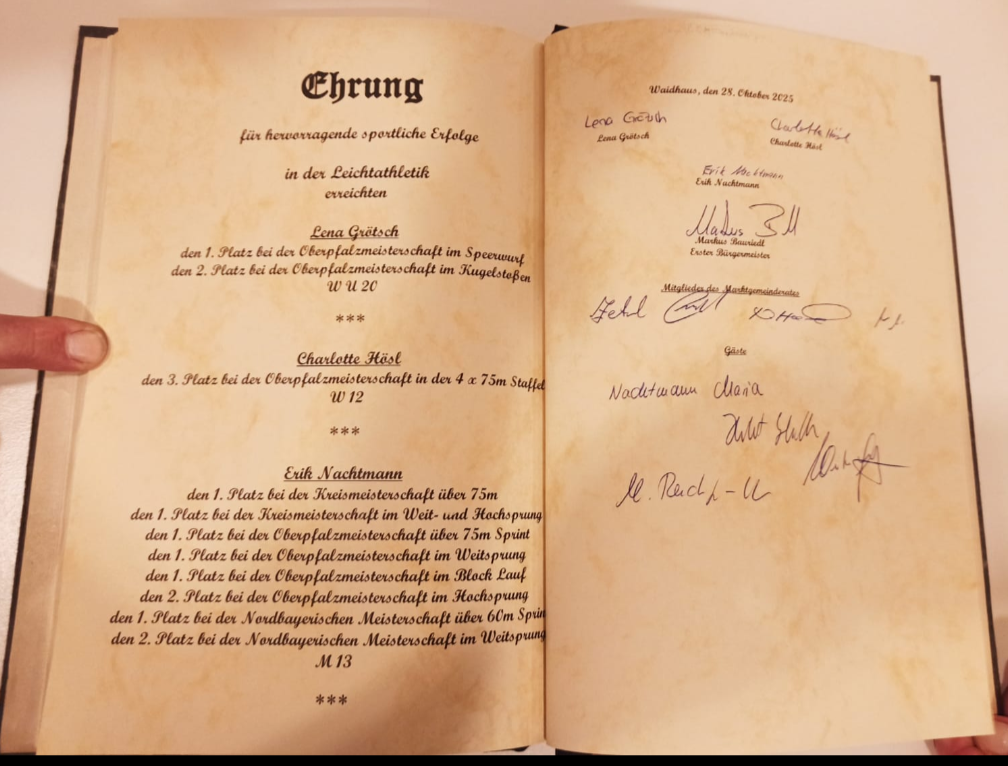 Ehrung
für hervorragende sportliche Erfolge
in der Leichtathletik
erreichten
Lena Grötsch
den 1. Platz bei der Oberpfalzmeisterschaft im Speerwurf
den 2. Platz bei der Oberpfalzmeisterschaft im Kugelstoßen
W U 20
***
Charlotte Hösl
den 3. Platz bei der Oberpfalzmeisterschaft in der 4 x 75m Staffel
W 12
***
Erik Nachtmann
den 1. Platz bei der Kreismeisterschaft über 75m
den 1. Platz bei der Kreismeisterschaft im Weit- und Hochsprung
den 1. Platz bei der Oberpfalzmeisterschaft über 75m Sprint
den 1. Platz bei der Oberpfalzmeisterschaft im Weitsprung
den 1. Platz bei der Oberpfalzmeisterschaft im Block Lauf
den 2. Platz bei der Oberpfalzmeisterschaft im Hochsprung
den 1. Platz bei der Nordbayerischen Meisterschaft über 60m Sprin
den 2. Platz bei der Nordbayerischen Meisterschaft im Weitsprung
M 13
***
Waidhaus, den 28. Oktober 2025
Lena Grötsch Charlotte Hösl
Lena Grötsch Charlotte Hösl
Erik Nachtmann
Erik Nachtmann
Markus
Markus Bauriedl
Erster Bürgermeister
Mitglieder des Marktgemeinderates
Gäste
Nachtmann Maria
M.